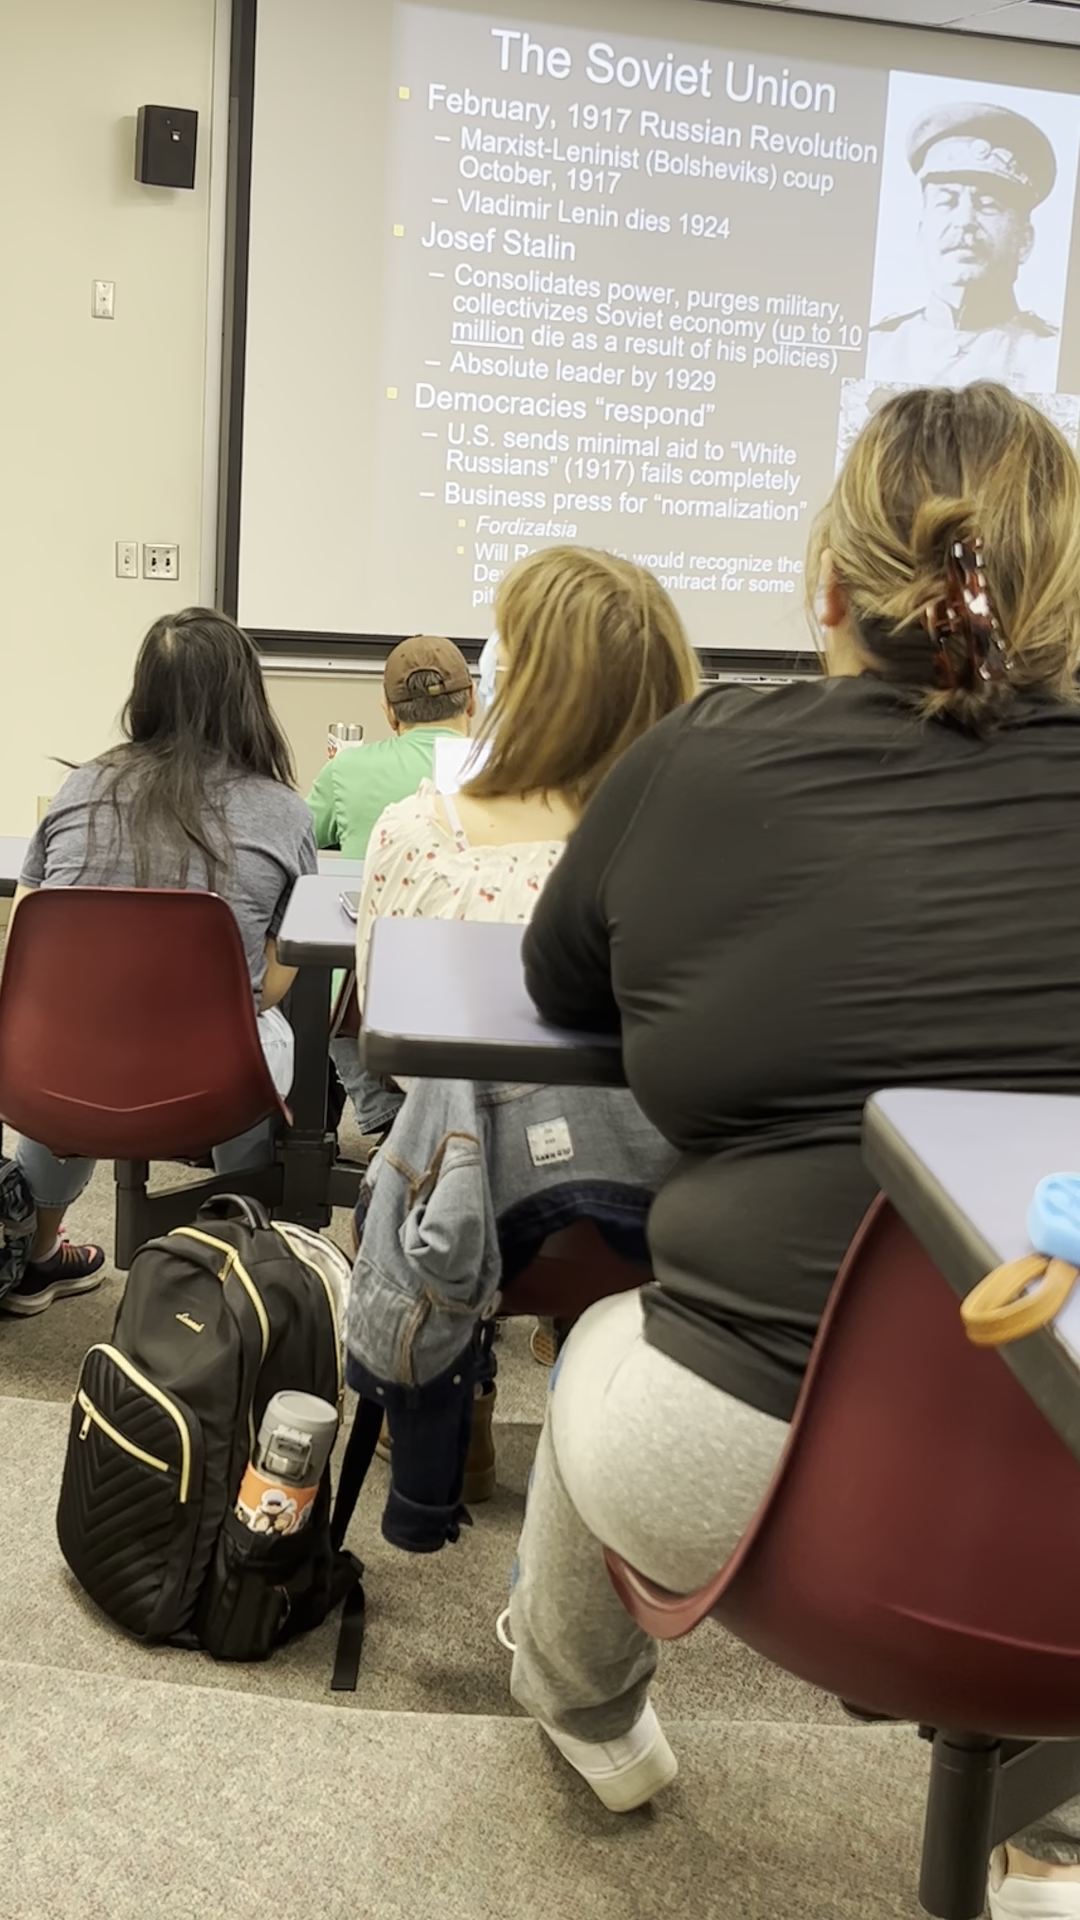 The Soviet Union
February, 1917 Russian Revolution
– Marxist-Leninist (Bolsheviks) coup
October, 1917
– Vladimir Lenin dies 1924
Josef Stalin
– Consolidates power, purges military,
collectivizes Soviet economy (up to 10
million die as a result of his policies)
– Absolute leader by 1929
Democracies “respond”
– U.S. sends minimal aid to “White
Russians” (1917) fails completely
– Business press for “normalization”
Fordizatsia
Will would recognize the
for some